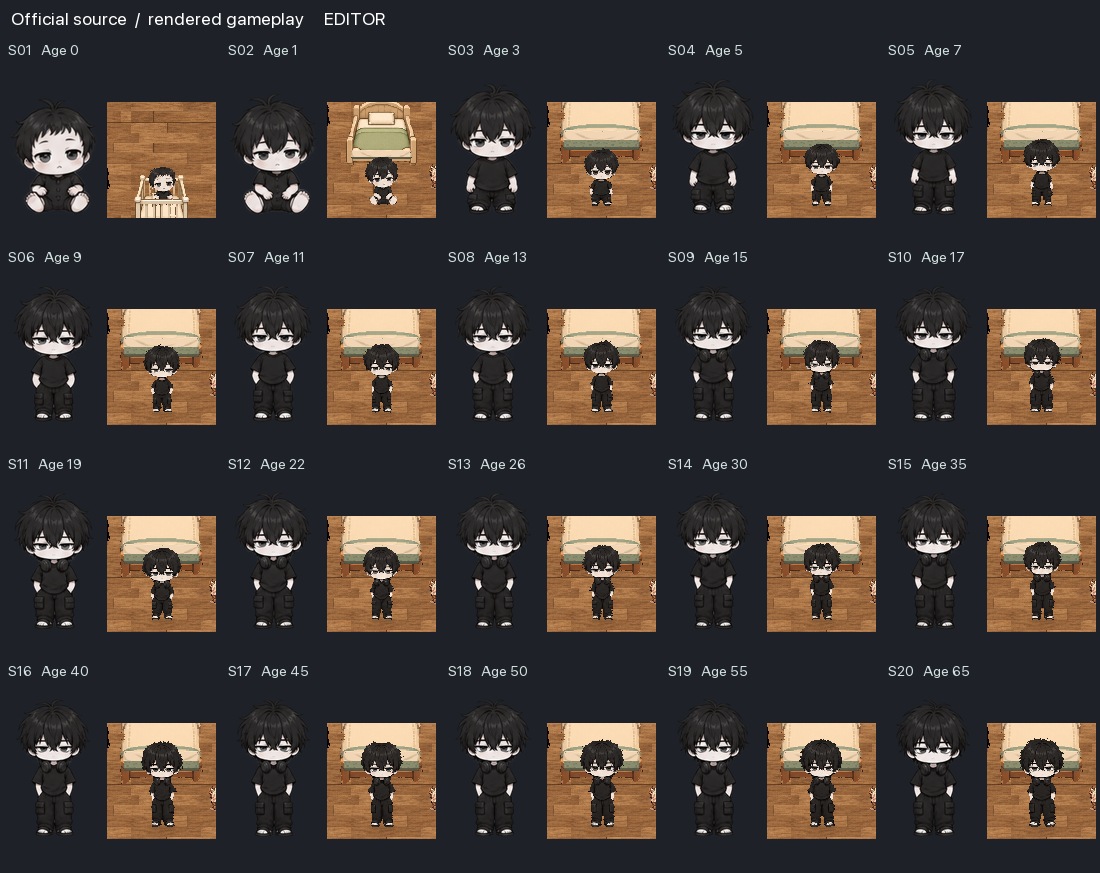 Official source / rendered gameplay EDITOR
S01 Age 0 S02 Age 1 S03 Age 3 S04 Age 5 S05 Age 7
S06 Age 9 S07 Age 11 S08 Age 13 S09 Age 15 S10 Age 17
S11 Age 19 S12 Age 22 S13 Age 26 S14 Age 30 S15 Age 35
S16 Age 40 S17 Age 45 S18 Age 50 S19 Age 55 S20 Age 65